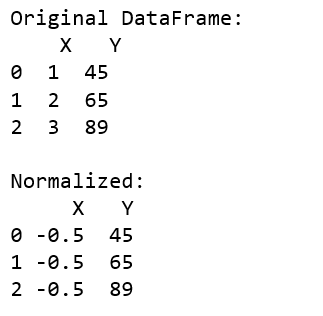 Original DataFrame:
   X   Y
0  1  45
1  2  65
2  3  89

Normalized:
     X   Y
0 -0.5  45
1 -0.5  65
2 -0.5  89